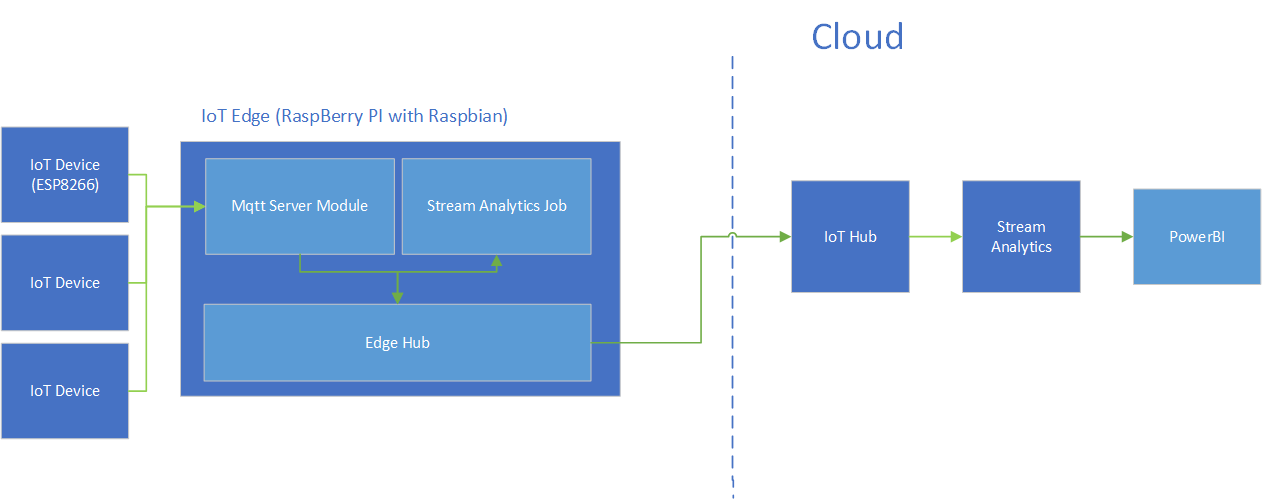 Cloud
IoT Edge (RaspBerry PI with Raspbian)
IoT Device
(ESP8266)
IoT Device
IoT Device
Mqtt Server Module
Stream Analytics Job
Edge Hub
IoT Hub
Stream
Analytics
PowerBI